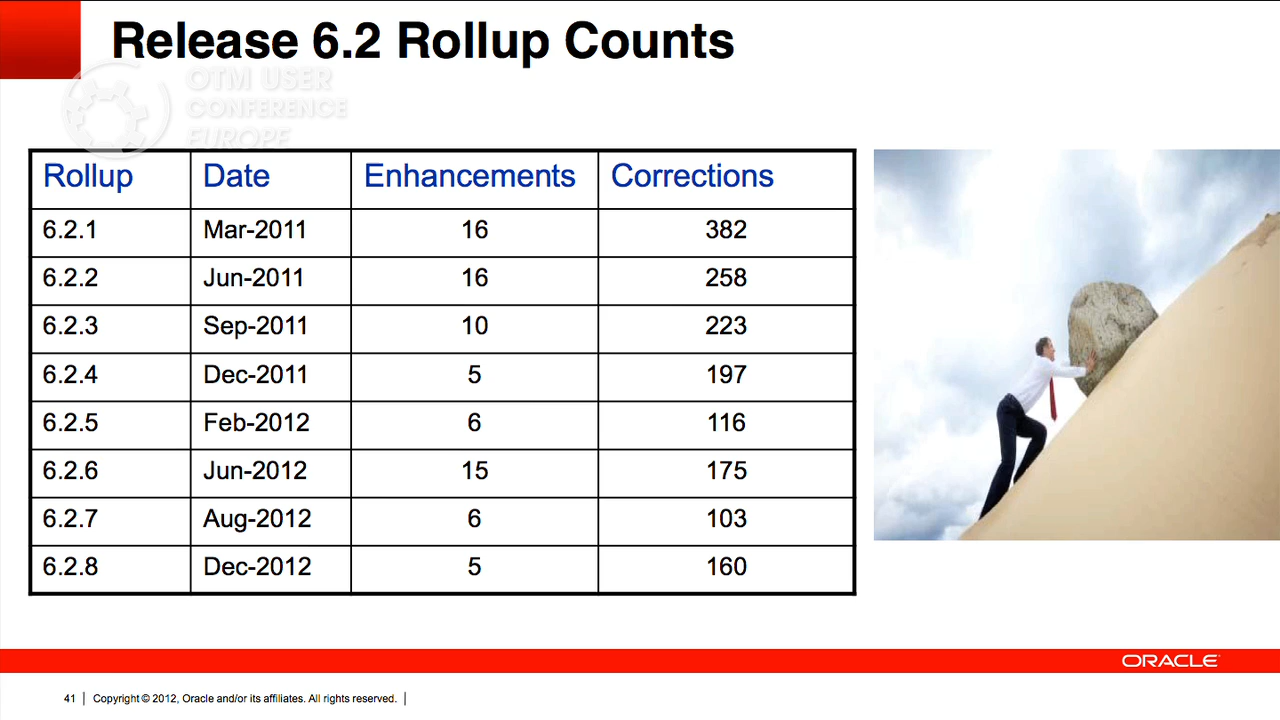 Release 6.2 Rollup Counts
OTM USER
CONFERENCE
EUROPE
Rollup Date Enhancements Corrections
6.2.1 Mar-2011 16 382
6.2.2 Jun-2011 16 258
6.2.3 Sep-2011 10 223
6.2.4 Dec-2011 5 197
6.2.5 Feb-2012 6 116
6.2.6 Jun-2012 15 175
6.2.7 Aug-2012 6 103
6.2.8 Dec-2012 5 160
ORACLE
41 | Copyright © 2012, Oracle and/or its affiliates. All rights reserved. |